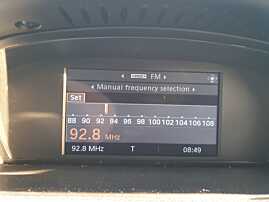 FM
Manual frequency selection
Set
88 90 92 94 96 98 100 102 104 106 108
92.8 MHz
92.8 MHz T 08:49